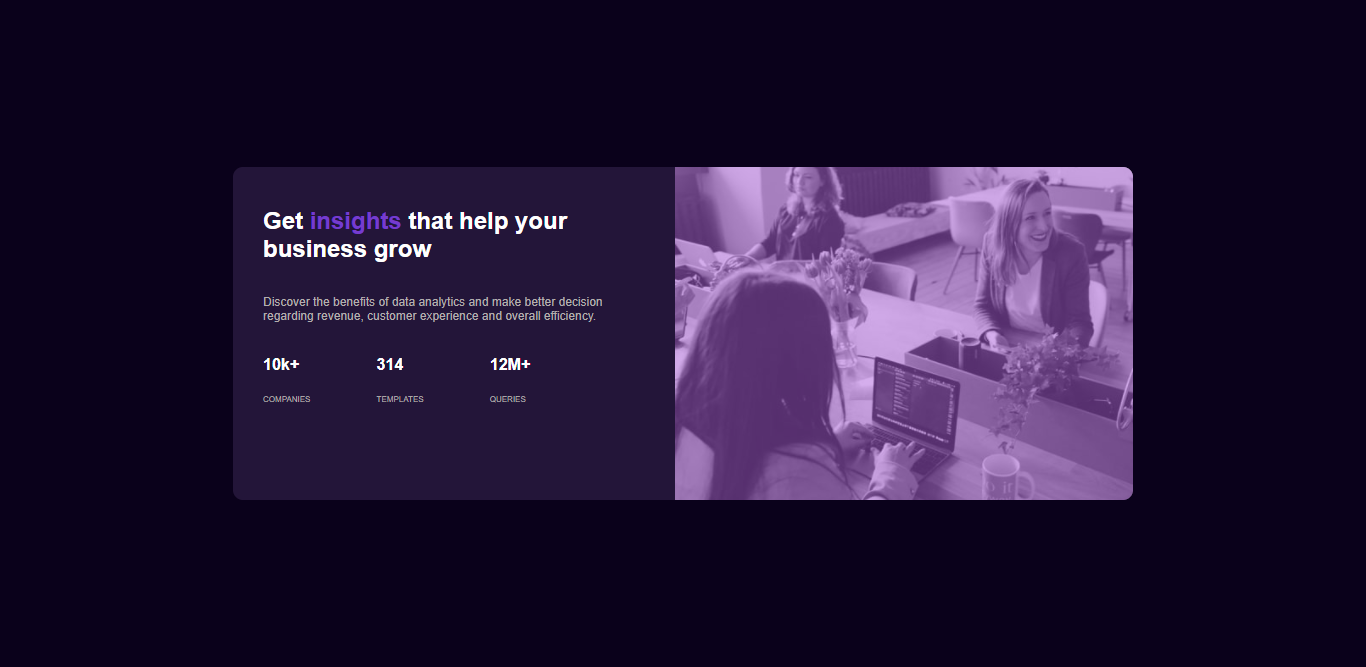 Get insights that help your
business grow
Discover the benefits of data analytics and make better decision
regarding revenue, customer experience and overall efficiency.
10k+ 314 12M+
COMPANIES TEMPLATES QUERIES